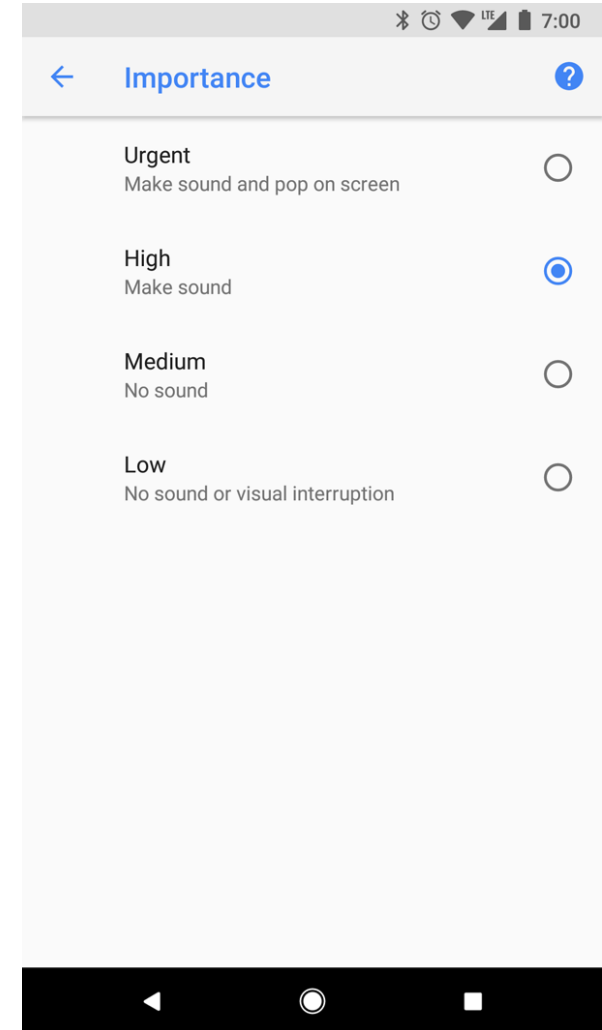 LTE 7:00
Importance
Urgent
Make sound and pop on screen
High
Make sound
Medium
No sound
Low
No sound or visual interruption